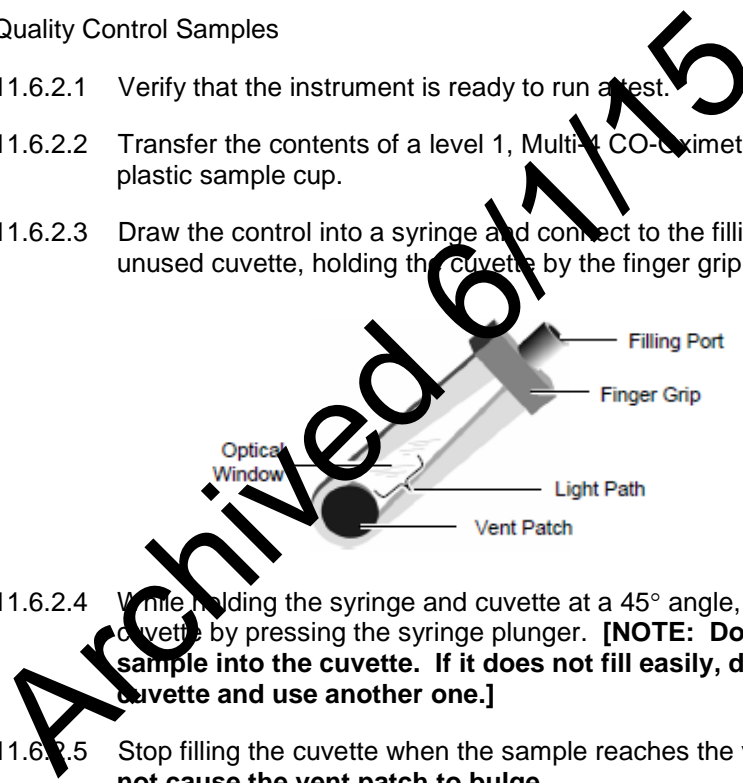 Quality Control Samples
11.6.2.1 Verify that the instrument is ready to run a test.
11.6.2.2 Transfer the contents of a level 1, Multi-4 CO-Oximet
plastic sample cup.
11.6.2.3 Draw the control into a syringe and connect to the filli
unused cuvette, holding the cuvette by the finger grip
Filling Port
Finger Grip
Optical
Window
Light Path
Vent Patch
11.6.2.4 While holding the syringe and cuvette at a 45° angle,
cuvette by pressing the syringe plunger. [NOTE: Do
sample into the cuvette. If it does not fill easily, d
cuvette and use another one.]
11.6.2.5 Stop filling the cuvette when the sample reaches the v
not cause the vent patch to bulge.
Archived 6/1/15